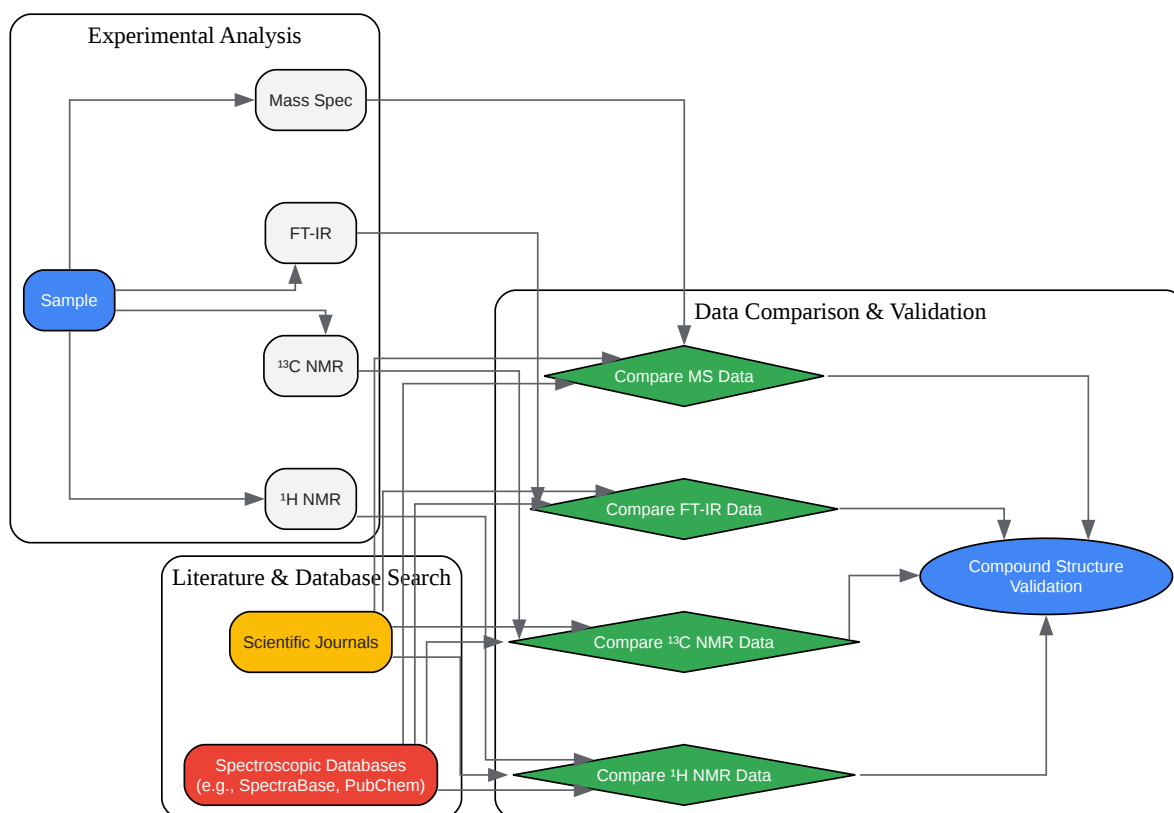 Experimental Analysis
Mass Spec
FT-IR
Sample
¹³C NMR
¹H NMR
Literature & Database Search
Scientific Journals
Spectroscopic Databases
(e.g., SpectraBase, PubChem)
Data Comparison & Validation
Compare MS Data
Compare FT-IR Data
Compare ¹³C NMR Data
Compare ¹H NMR Data
Compound Structure
Validation